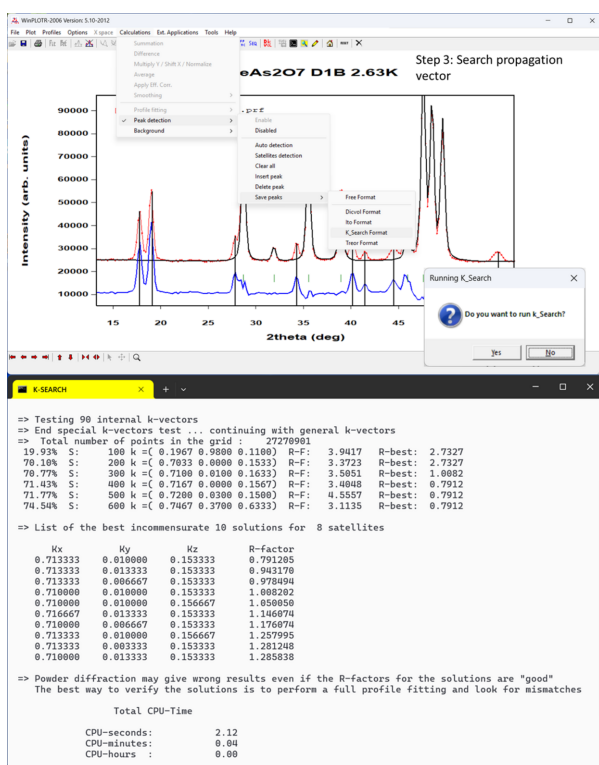 WinPLOTR-2006 Version: 5.10-2012
File Plot Profiles Options X space Calculations Ext. Applications Tools Help
Summation
Difference
Multiply Y / Shift X / Normalize
Average
Apply Eff. Corr.
Smoothing
Profile fitting
Peak detection
Background
Enable
Disabled
Auto detection
Satellites detection
Clear all
Insert peak
Delete peak
Save peaks
Free Format
Dicvol Format
Ito Format
K_Search Format
Treor Format
Step 3: Search propagation
vector
eAs2O7 D1B 2.63K
.prf
Intensity (arb. units)
90000
80000
70000
60000
50000
40000
30000
20000
10000
15 20 25 30 35 40 45
2theta (deg)
Running K_Search
Do you want to run k_Search?
Yes No
K-SEARCH
=> Testing 90 internal k-vectors
=> End special k-vectors test ... continuing with general k-vectors
=> Total number of points in the grid : 27270901
19.93% S: 100 k =( 0.1967 0.9800 0.1100) R-F: 3.9417 R-best: 2.7327
70.10% S: 200 k =( 0.7033 0.0000 0.1533) R-F: 3.3723 R-best: 2.7327
70.77% S: 300 k =( 0.7100 0.0100 0.1633) R-F: 3.5051 R-best: 1.0082
71.43% S: 400 k =( 0.7167 0.0000 0.1567) R-F: 3.4048 R-best: 0.7912
71.77% S: 500 k =( 0.7200 0.0300 0.1500) R-F: 4.5557 R-best: 0.7912
74.54% S: 600 k =( 0.7467 0.3700 0.6333) R-F: 3.1135 R-best: 0.7912
=> List of the best incommensurate 10 solutions for 8 satellites
Kx Ky Kz R-factor
0.713333 0.010000 0.153333 0.791205
0.713333 0.013333 0.153333 0.943170
0.713333 0.006667 0.153333 0.978494
0.710000 0.010000 0.153333 1.008202
0.710000 0.010000 0.156667 1.050050
0.716667 0.013333 0.153333 1.146074
0.710000 0.006667 0.153333 1.176074
0.713333 0.010000 0.156667 1.257995
0.713333 0.003333 0.153333 1.281248
0.710000 0.013333 0.153333 1.285838
=> Powder diffraction may give wrong results even if the R-factors for the solutions are "good"
The best way to verify the solutions is to perform a full profile fitting and look for mismatches
Total CPU-Time
CPU-seconds: 2.12
CPU-minutes: 0.04
CPU-hours : 0.00